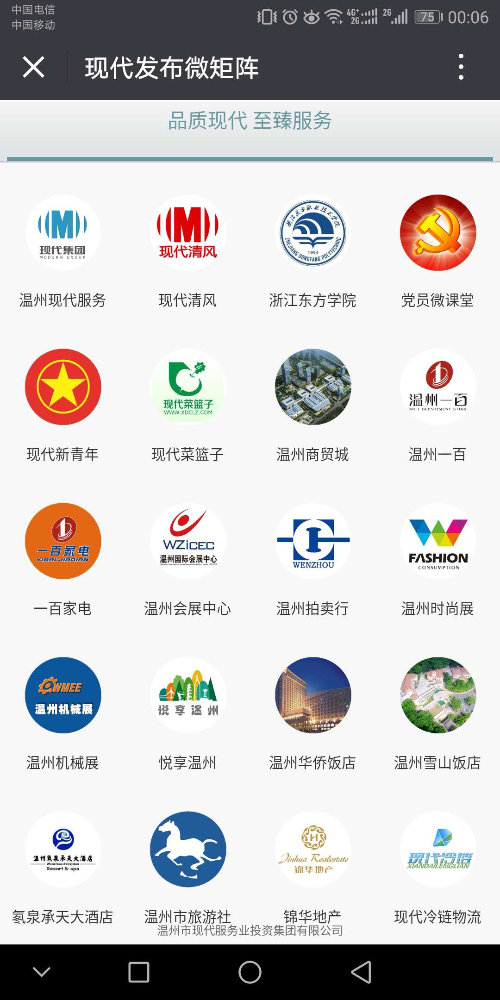 中国电信
中国移动
4G+
2G
2G
75
00:06
现代发布微矩阵
品质现代 至臻服务
M
现代集团
MODERN GROUP
M
现代清风
浙江东方职业技术学院
1994
ZHEJIANG DONGFANG POLYTECHNIC
温州现代服务
现代清风
浙江东方学院
党员微课堂
现代菜篮子
WWW.XDCLZ.COM
温州一百
NO:1 DEPARTMENT STORE
现代新青年
现代菜篮子
温州商贸城
温州一百
一百家电
YIBAI JIADIAN
WZICEC
温州国际会展中心
WENZHOU
FASHION
CONSUMPTION
一百家电
温州会展中心
温州拍卖行
温州时尚展
CWMEE
温州机械展
悦享温州
温州机械展
悦享温州
温州华侨饭店
温州雪山饭店
温州氡泉承天大酒店
Wenzhou chengtian
Resort & spa
H
Jinhua Realestate
锦华地产
现代冷链
XIANDAILENGLIAN
氡泉承天大酒店
温州市旅游社
锦华地产
现代冷链物流
温州市现代服务业投资集团有限公司